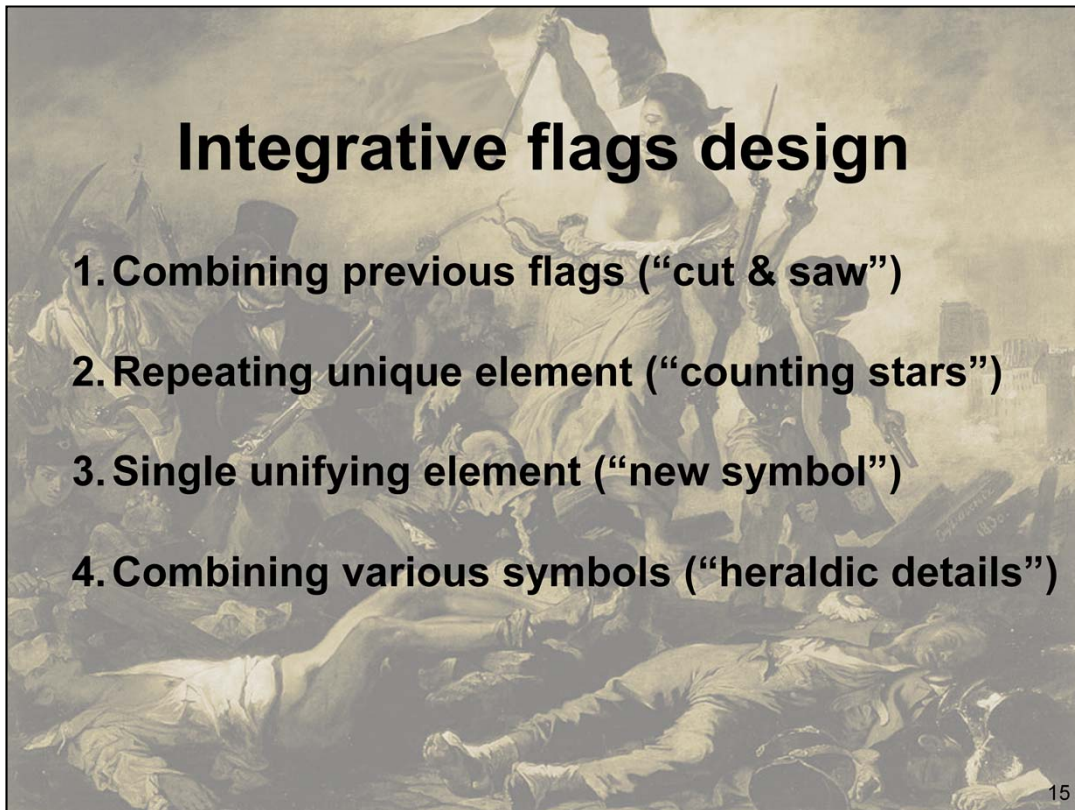 Integrative flags design
1. Combining previous flags (“cut & saw”)
2. Repeating unique element (“counting stars”)
3. Single unifying element (“new symbol”)
4. Combining various symbols (“heraldic details”)
15